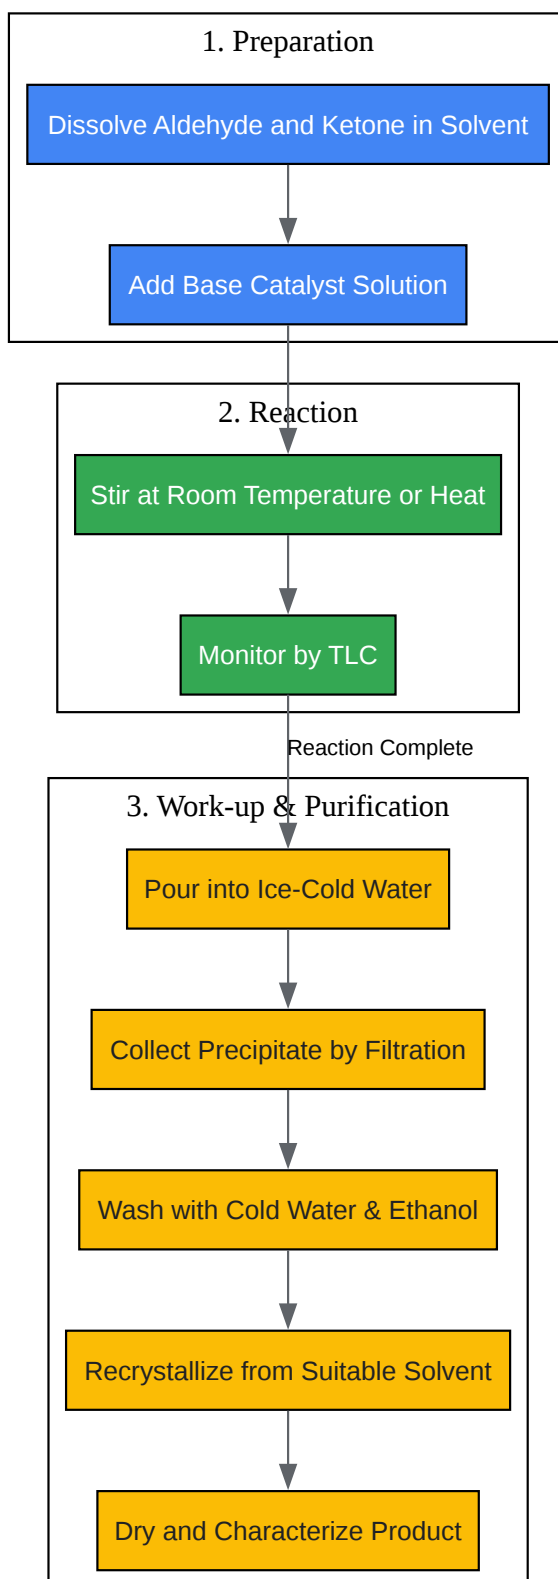 1. Preparation
Dissolve Aldehyde and Ketone in Solvent
Add Base Catalyst Solution
2. Reaction
Stir at Room Temperature or Heat
Monitor by TLC
Reaction Complete
3. Work-up & Purification
Pour into Ice-Cold Water
Collect Precipitate by Filtration
Wash with Cold Water & Ethanol
Recrystallize from Suitable Solvent
Dry and Characterize Product